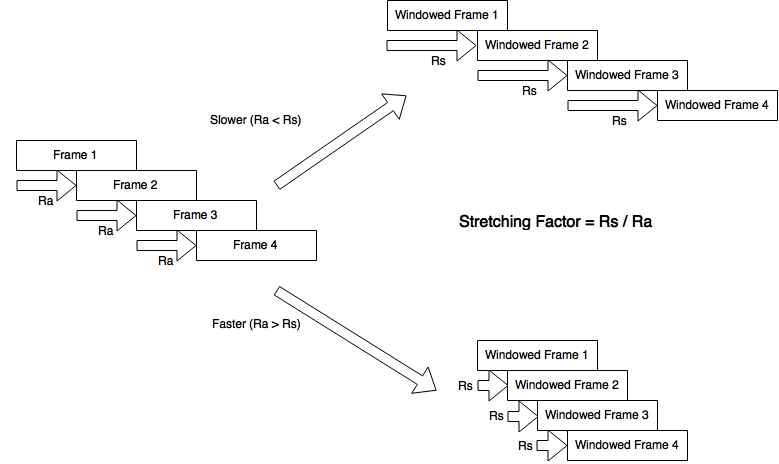 Windowed Frame 1
Windowed Frame 2
Rs
Windowed Frame 3
Rs
Windowed Frame 4
Rs
Slower (Ra < Rs)
Frame 1
Frame 2
Ra
Frame 3
Ra
Frame 4
Ra
Stretching Factor = Rs / Ra
Faster (Ra > Rs)
Windowed Frame 1
Rs
Windowed Frame 2
Rs
Windowed Frame 3
Rs
Windowed Frame 4